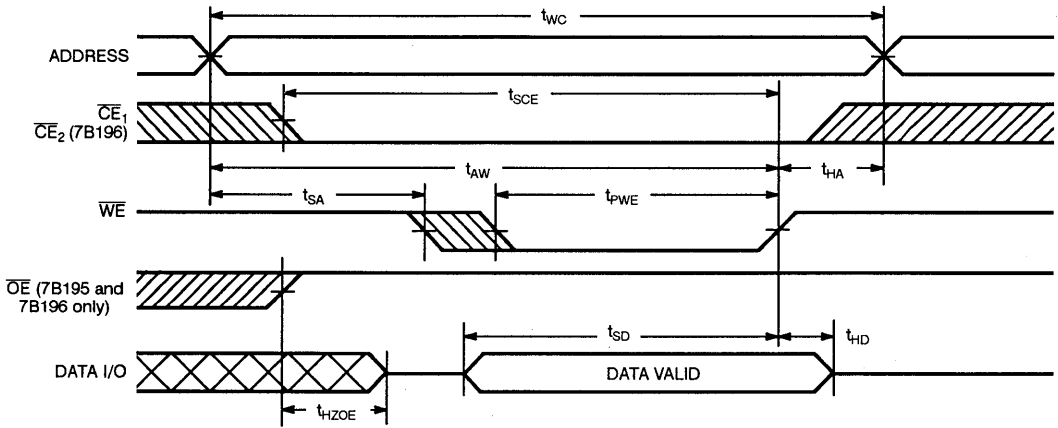 tWC
ADDRESS
tSCE
CE1
CE2 (7B196)
tAW
tHA
tSA
tPWE
WE
OE (7B195 and
7B196 only)
tSD
tHD
DATA I/O
DATA VALID
tHZOE